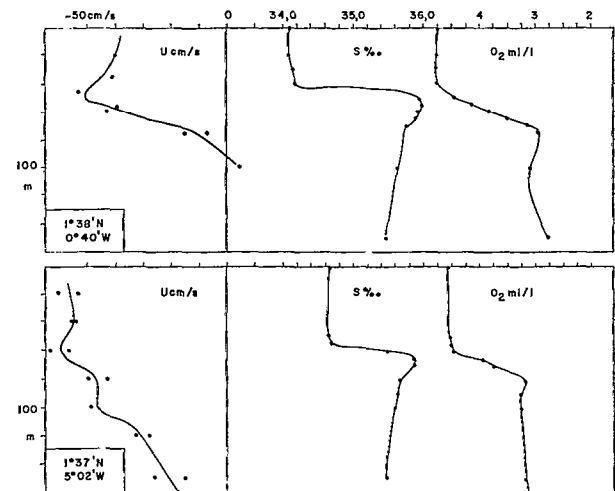 -50cm/s 0 34,0 35,0 36,0 4 3 2
U cm/s S‰ O2 ml/l
100
m
1°38'N
0°40'W
Ucm/s S‰ O2 ml/l
100
m
1°37'N
5°02'W